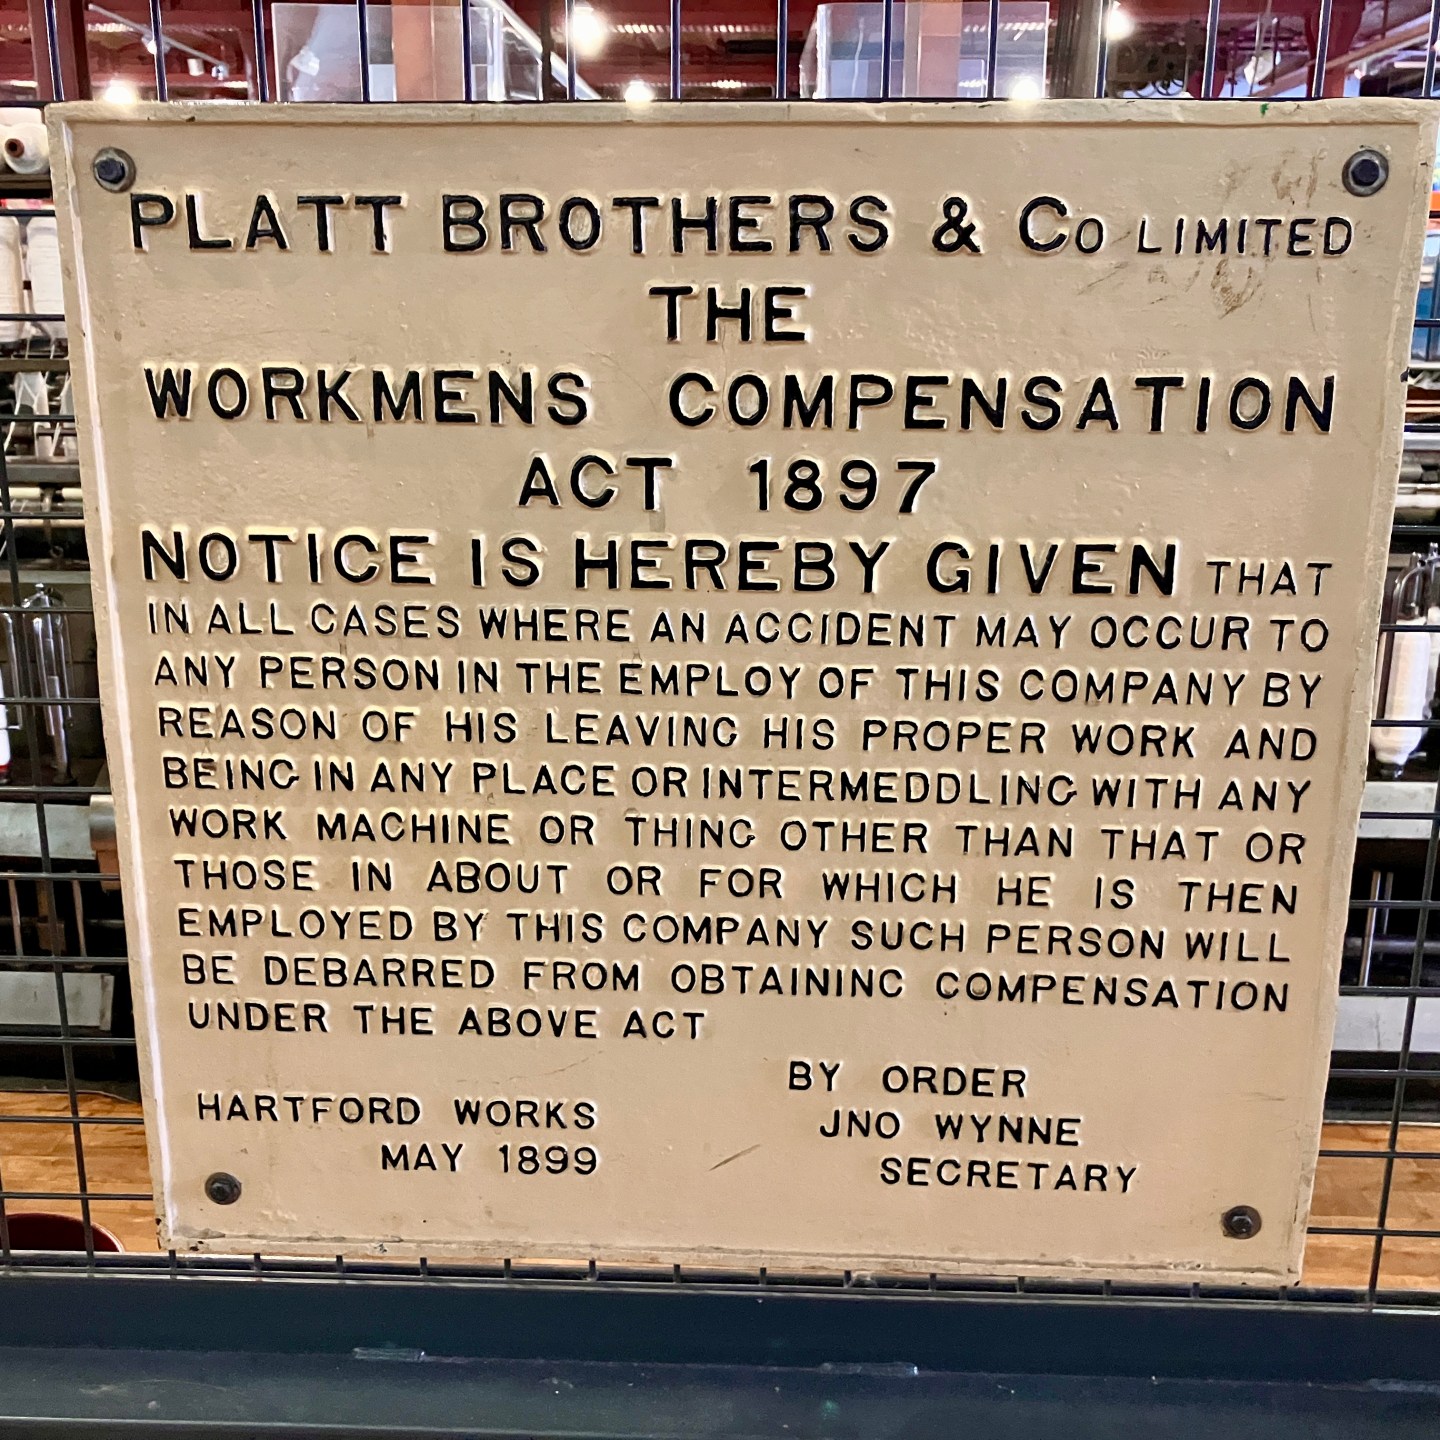 PLATT BROTHERS & Co LIMITED
THE
WORKMENS COMPENSATION
ACT 1897
NOTICE IS HEREBY GIVEN THAT
IN ALL CASES WHERE AN ACCIDENT MAY OCCUR TO
ANY PERSON IN THE EMPLOY OF THIS COMPANY BY
REASON OF HIS LEAVING HIS PROPER WORK AND
BEING IN ANY PLACE OR INTERMEDDLING WITH ANY
WORK MACHINE OR THING OTHER THAN THAT OR
THOSE IN ABOUT OR FOR WHICH HE IS THEN
EMPLOYED BY THIS COMPANY SUCH PERSON WILL
BE DEBARRED FROM OBTAINING COMPENSATION
UNDER THE ABOVE ACT
BY ORDER
HARTFORD WORKS JNO WYNNE
MAY 1899 SECRETARY